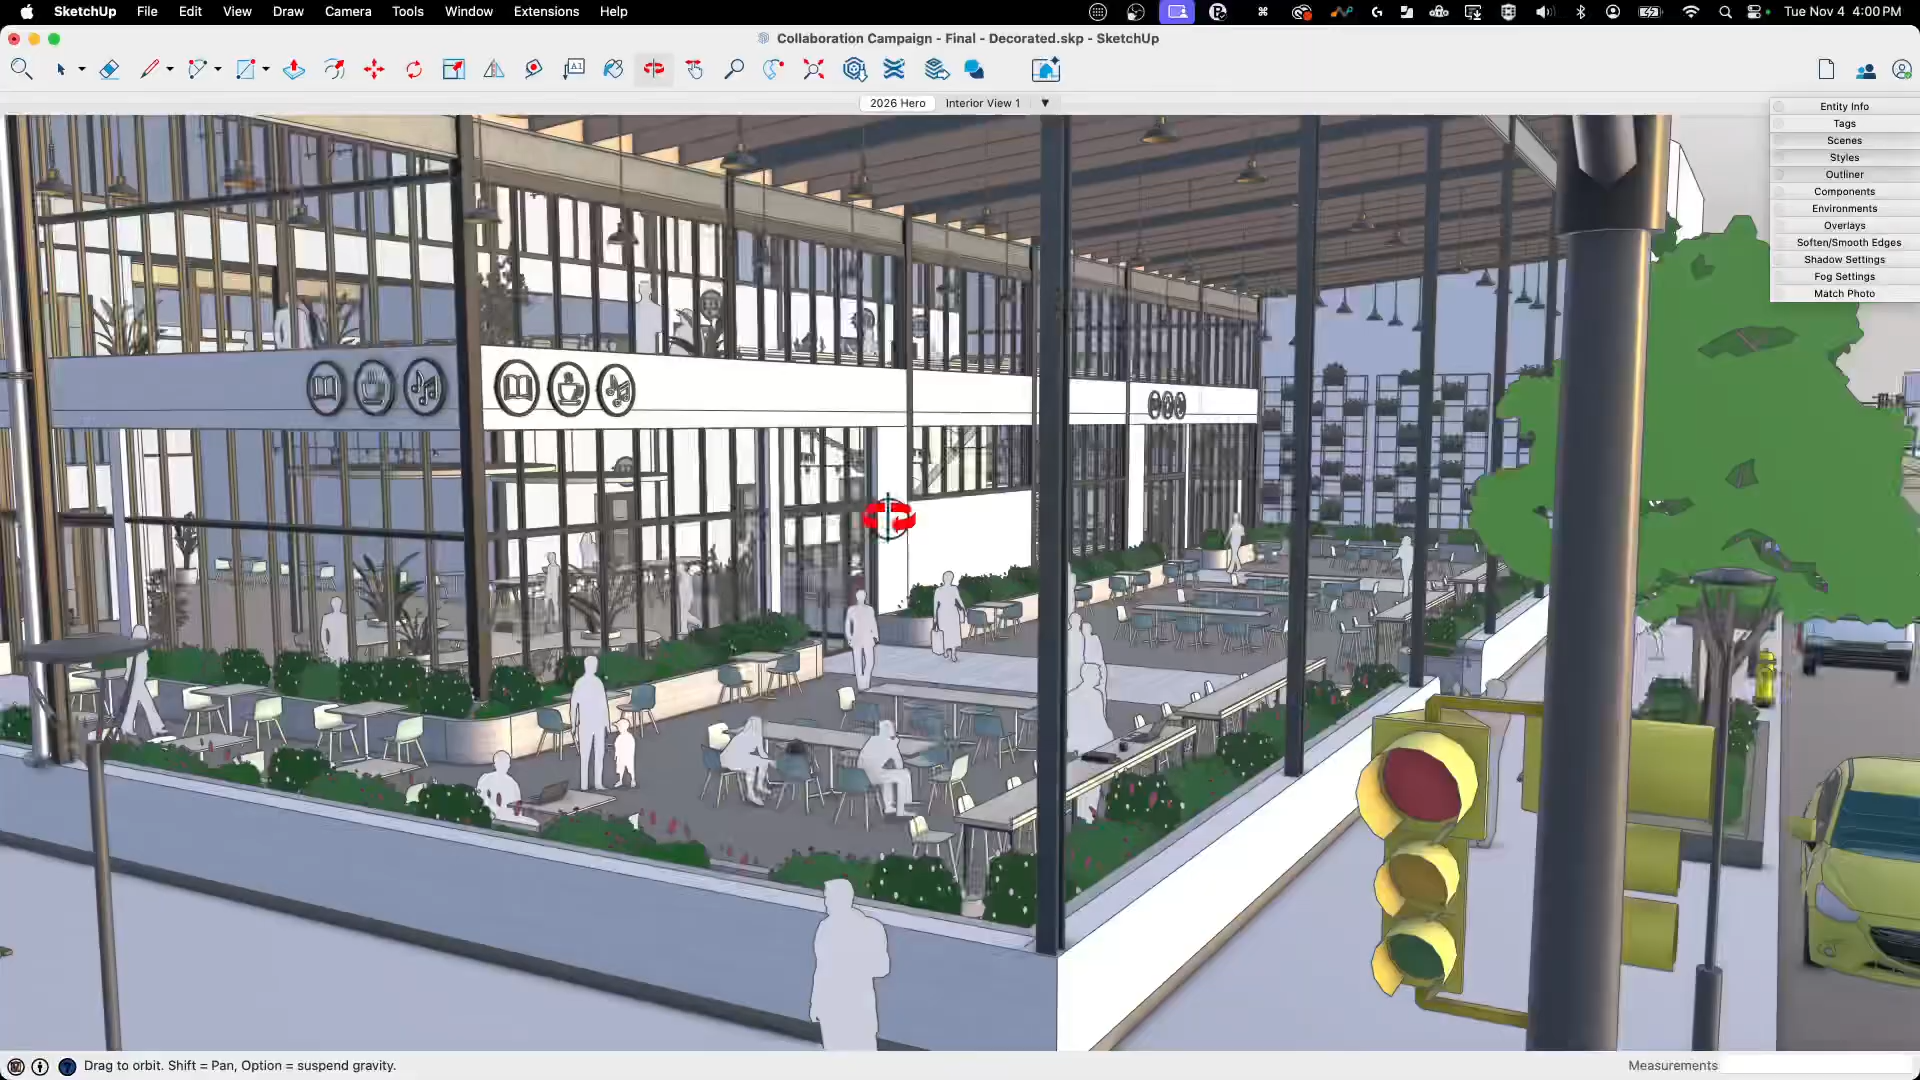 SketchUp File Edit View Draw Camera Tools Window Extensions Help
Tue Nov 4 4:00 PM
Collaboration Campaign - Final - Decorated.skp - SketchUp
2026 Hero Interior View 1
Entity Info
Tags
Scenes
Styles
Outliner
Components
Environments
Overlays
Soften/Smooth Edges
Shadow Settings
Fog Settings
Match Photo
Drag to orbit. Shift = Pan, Option = suspend gravity.
Measurements